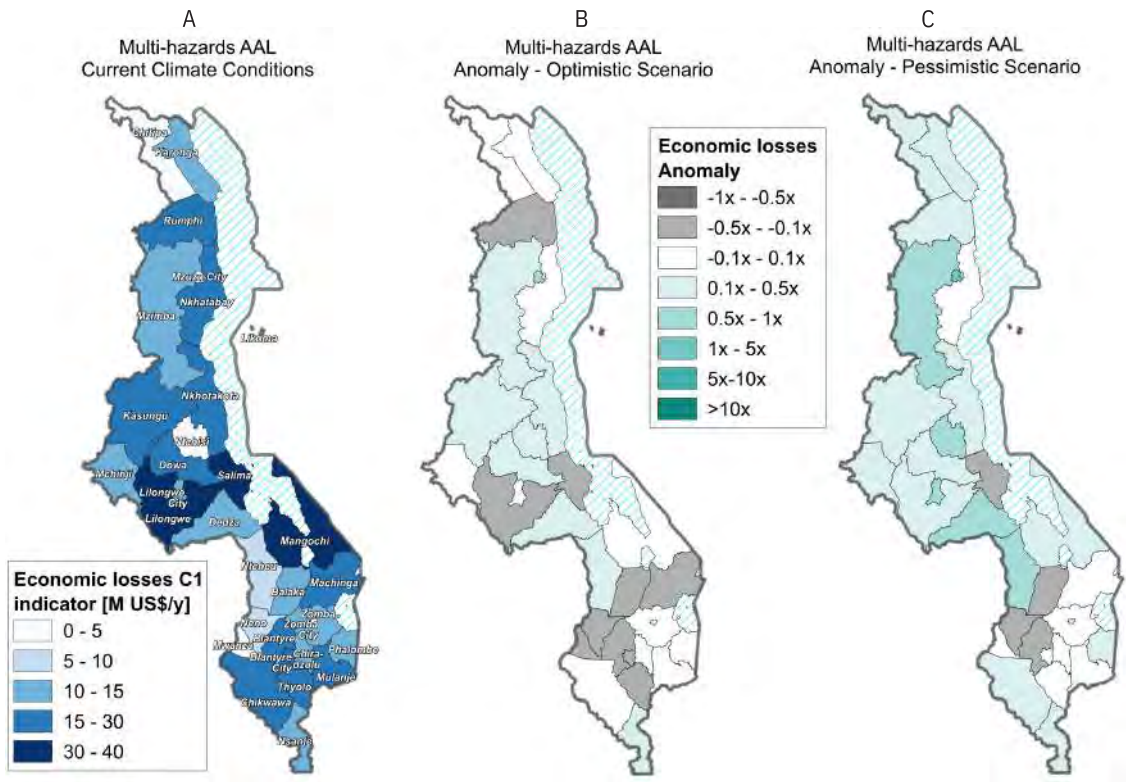 A
Multi-hazards AAL
Current Climate Conditions
B
Multi-hazards AAL
Anomaly - Optimistic Scenario
C
Multi-hazards AAL
Anomaly - Pessimistic Scenario
Chitipa
Karonga
Rumphi
Mzuzu City
Nkhatabay
Mzimba
Likoma
Nkhotakota
Kasungu
Ntchisi
Mchinji
Dowa
Salima
Lilongwe
City
Lilongwe
Dedza
Mangochi
Ntcheu
Machinga
Balaka
Zomba
City
Neno
Mwanza
Blantyre
Blantyre
City
Chira-
dzulu
Phalombe
Mulanje
Thyolo
Chikwawa
Nsanje
Economic losses C1
indicator [M US$/y]
0 - 5
5 - 10
10 - 15
15 - 30
30 - 40
Economic losses
Anomaly
-1x - -0.5x
-0.5x - -0.1x
-0.1x - 0.1x
0.1x - 0.5x
0.5x - 1x
1x - 5x
5x-10x
>10x